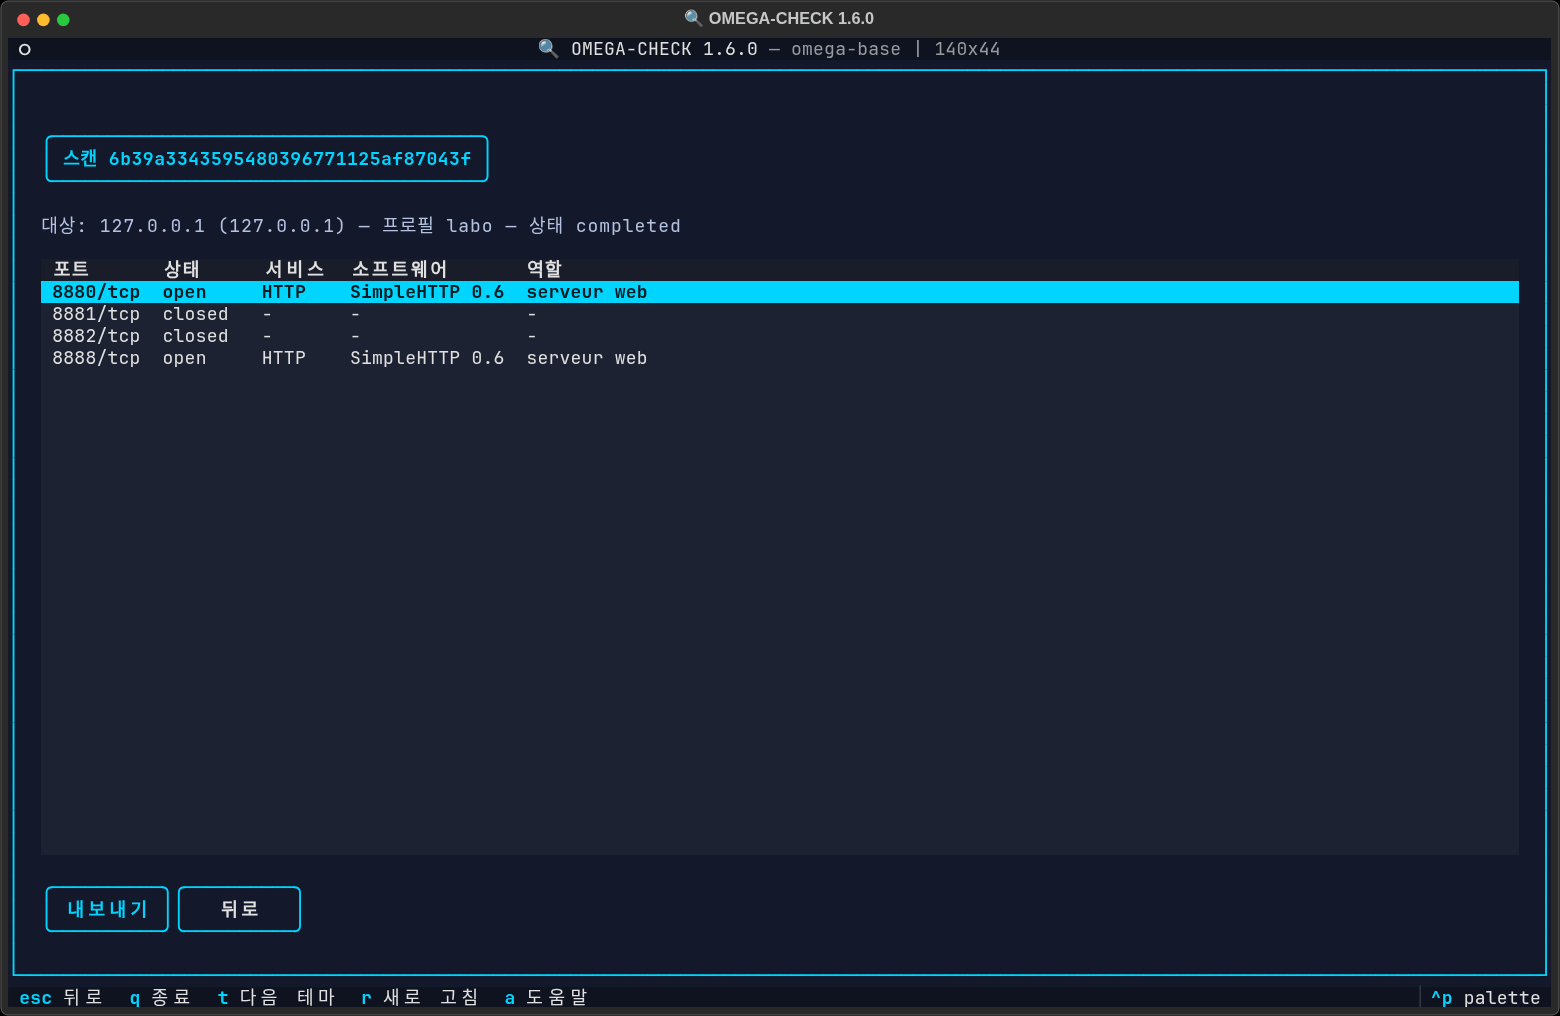 🔍 OMEGA-CHECK 1.6.0
🔍 OMEGA-CHECK 1.6.0 — omega-base | 140x44
스캔 6b39a3343595480396771125af87043f
대상: 127.0.0.1 (127.0.0.1) — 프로필 labo — 상태 completed
포트 상태 서비스 소프트웨어 역할
8880/tcp open HTTP SimpleHTTP 0.6 serveur web
8881/tcp closed - - -
8882/tcp closed - - -
8888/tcp open HTTP SimpleHTTP 0.6 serveur web
내보내기 뒤로
esc 뒤로 q 종료 t 다음 테마 r 새로 고침 a 도움말 ^p palette